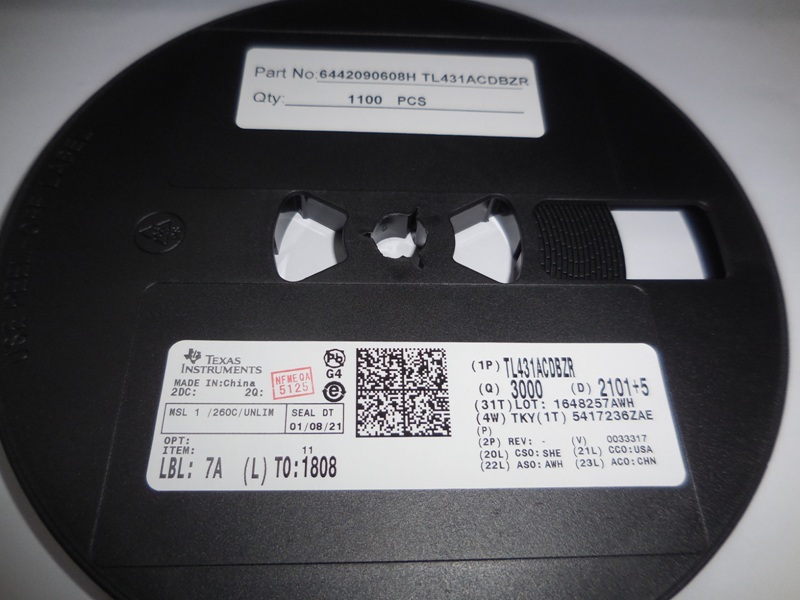 Part No:6442090608H TL431ACDBZR
Qty: 1100 PCS
TEXAS
INSTRUMENTS
MADE IN:China
2DC: 2Q:
NFMEQA
5125
Pb
G4
e
MSL 1 /260C/UNLIM
SEAL DT
01/08/21
OPT:
ITEM: 11
LBL: 7A (L) TO:1808
(1P) TL431ACDBZR
(Q) 3000 (D) 2101+5
(31T) LOT: 1648257AWH
(4W) TKY(1T) 5417236ZAE
(P)
(2P) REV: - (V) 0033317
(20L) CSO:SHE (21L) CCO:USA
(22L) ASO:AWH (23L) ACO:CHN